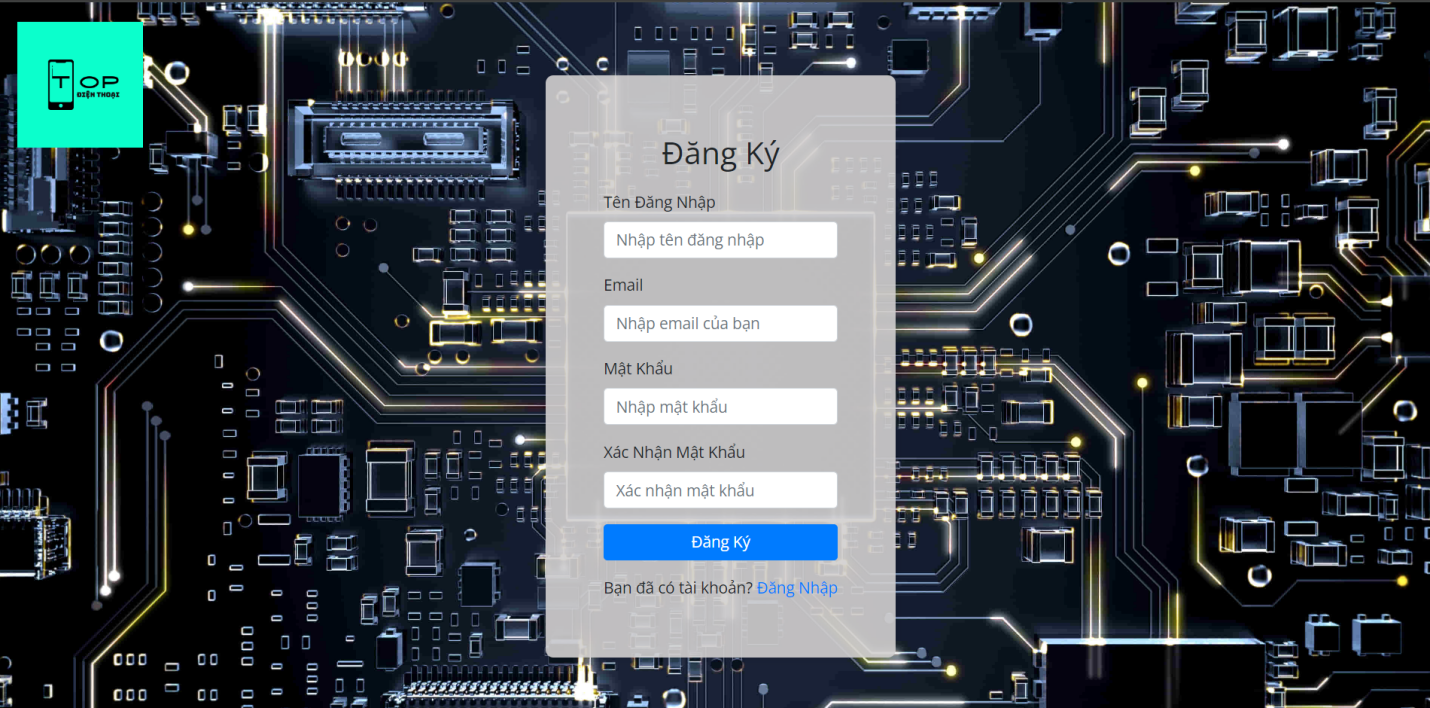 TOP
ĐIỆN THOẠI
Đăng Ký
Tên Đăng Nhập
Nhập tên đăng nhập
Email
Nhập email của bạn
Mật Khẩu
Nhập mật khẩu
Xác Nhận Mật Khẩu
Xác nhận mật khẩu
Đăng Ký
Bạn đã có tài khoản? Đăng Nhập